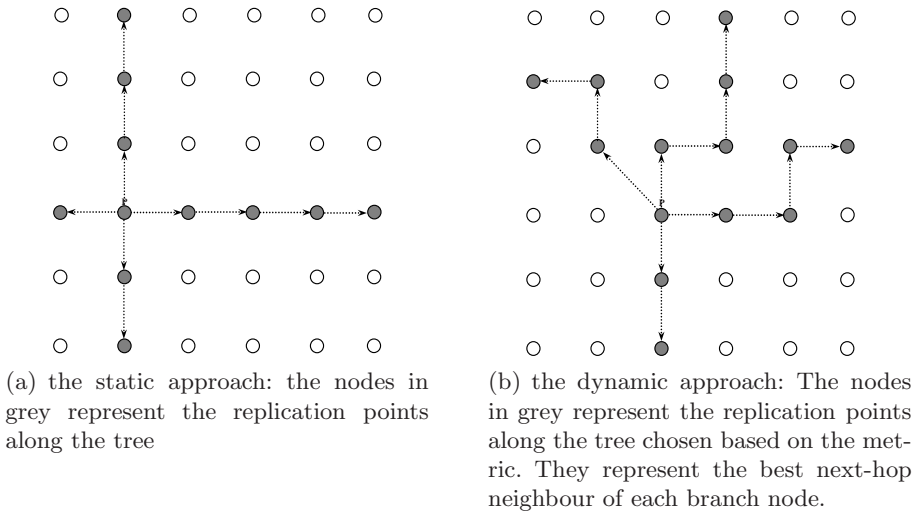 P
P
(a) the static approach: the nodes in
grey represent the replication points
along the tree
(b) the dynamic approach: The nodes
in grey represent the replication points
along the tree chosen based on the met-
ric. They represent the best next-hop
neighbour of each branch node.